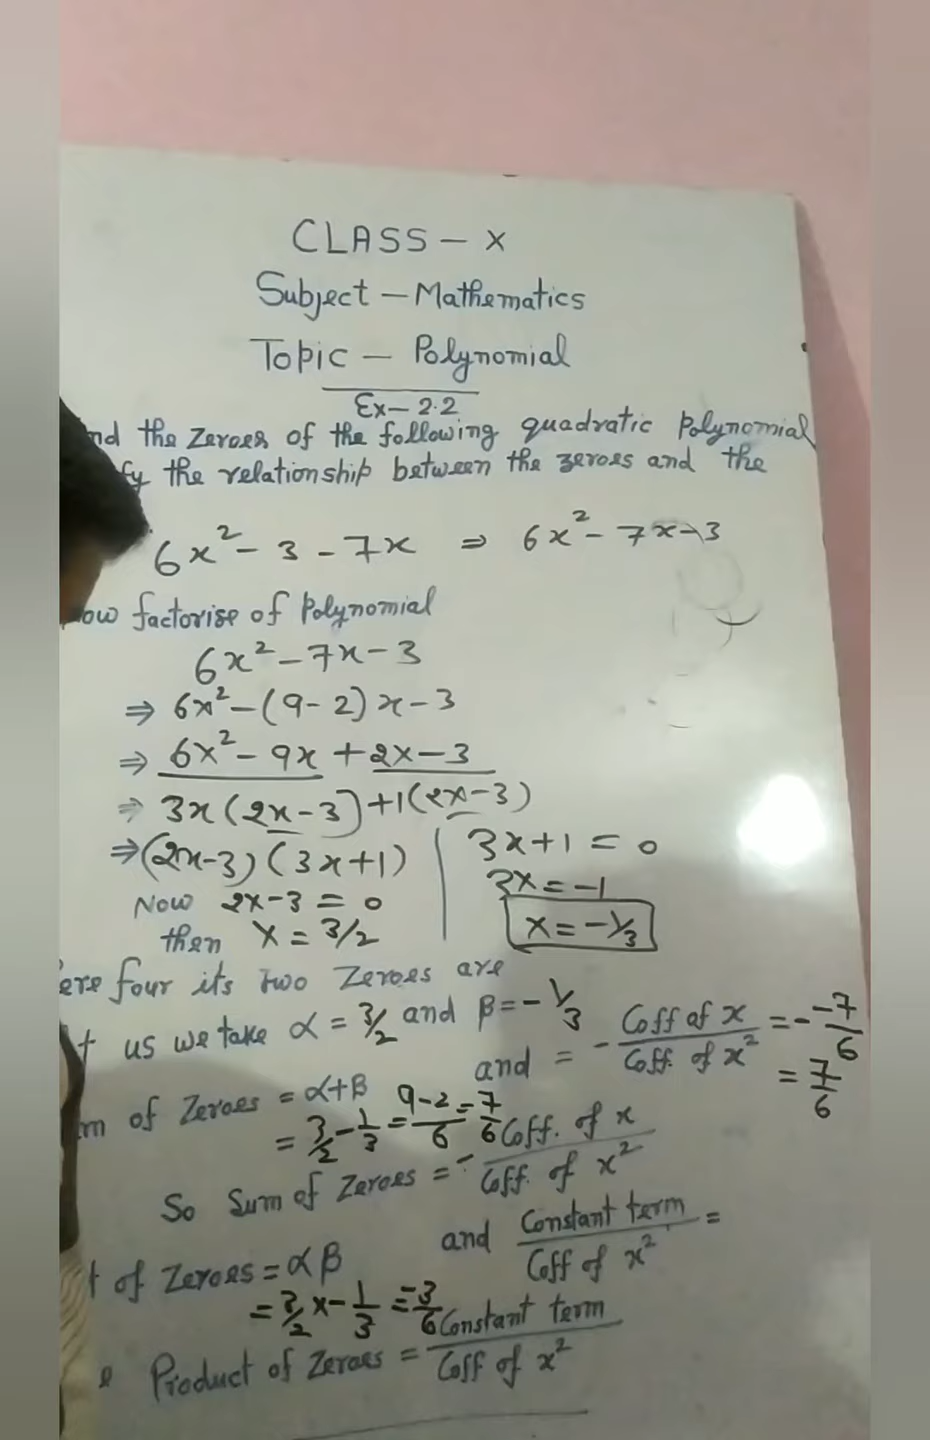 CLASS – X
Subject – Mathematics
Topic – Polynomial
Ex – 2.2
nd the zeroes of the following quadratic Polynomial
fy the relationship between the zeroes and the
6x² – 3 – 7x ⇒ 6x² – 7x – 3
ow factorise of Polynomial
6x² – 7x – 3
⇒ 6x² – (9 – 2) x – 3
⇒ 6x² – 9x + 2x – 3
⇒ 3x (2x – 3) + 1 (2x – 3)
⇒ (2x – 3) (3x + 1)
Now 2x – 3 = 0
then x = 3/2
3x + 1 = 0
3x = –1
x = –1/3
ere four its two Zeroes are
t us we take α = 3/2 and β = – 1/3
m of Zeroes = α + β and = – Coff of x / Coff. of x² = – –7/6
= 3/2 – 1/3 = 9 – 2 / 6 = 7/6 = 7/6
So Sum of Zeroes = – Coff. of x / Coff. of x²
t of Zeroes = α β and Constant term / Coff of x² =
= 3/2 × – 1/3 = –3/6
e Product of Zeroes = Constant term / Coff of x²